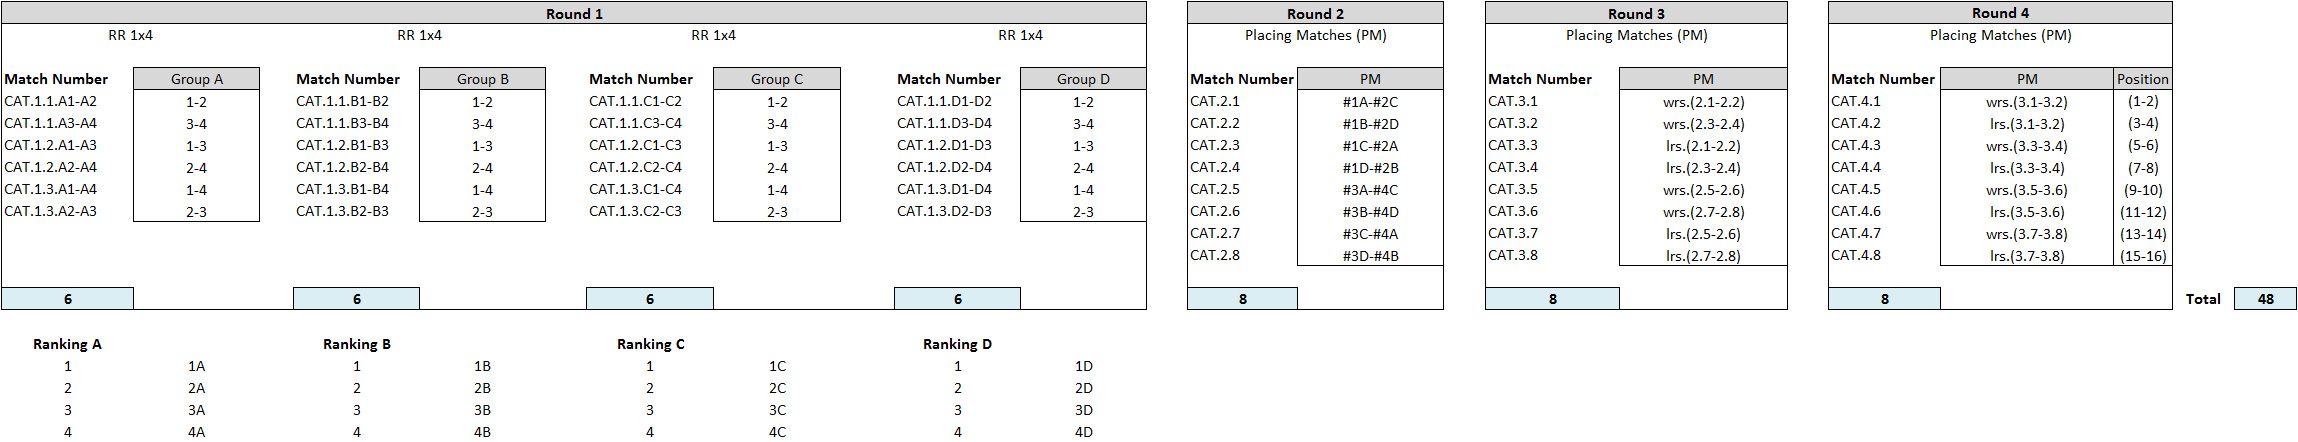 Round 1 Round 2 Round 3 Round 4
RR 1x4 RR 1x4 RR 1x4 RR 1x4 Placing Matches (PM) Placing Matches (PM) Placing Matches (PM)
Match Number Group A Match Number Group B Match Number Group C Match Number Group D Match Number PM Match Number PM Match Number PM Position
CAT.1.1.A1-A2 1-2 CAT.1.1.B1-B2 1-2 CAT.1.1.C1-C2 1-2 CAT.1.1.D1-D2 1-2 CAT.2.1 #1A-#2C CAT.3.1 wrs.(2.1-2.2) CAT.4.1 wrs.(3.1-3.2) (1-2)
CAT.1.1.A3-A4 3-4 CAT.1.1.B3-B4 3-4 CAT.1.1.C3-C4 3-4 CAT.1.1.D3-D4 3-4 CAT.2.2 #1B-#2D CAT.3.2 wrs.(2.3-2.4) CAT.4.2 lrs.(3.1-3.2) (3-4)
CAT.1.2.A1-A3 1-3 CAT.1.2.B1-B3 1-3 CAT.1.2.C1-C3 1-3 CAT.1.2.D1-D3 1-3 CAT.2.3 #1C-#2A CAT.3.3 lrs.(2.1-2.2) CAT.4.3 wrs.(3.3-3.4) (5-6)
CAT.1.2.A2-A4 2-4 CAT.1.2.B2-B4 2-4 CAT.1.2.C2-C4 2-4 CAT.1.2.D2-D4 2-4 CAT.2.4 #1D-#2B CAT.3.4 lrs.(2.3-2.4) CAT.4.4 lrs.(3.3-3.4) (7-8)
CAT.1.3.A1-A4 1-4 CAT.1.3.B1-B4 1-4 CAT.1.3.C1-C4 1-4 CAT.1.3.D1-D4 1-4 CAT.2.5 #3A-#4C CAT.3.5 wrs.(2.5-2.6) CAT.4.5 wrs.(3.5-3.6) (9-10)
CAT.1.3.A2-A3 2-3 CAT.1.3.B2-B3 2-3 CAT.1.3.C2-C3 2-3 CAT.1.3.D2-D3 2-3 CAT.2.6 #3B-#4D CAT.3.6 wrs.(2.7-2.8) CAT.4.6 lrs.(3.5-3.6) (11-12)
CAT.2.7 #3C-#4A CAT.3.7 lrs.(2.5-2.6) CAT.4.7 wrs.(3.7-3.8) (13-14)
CAT.2.8 #3D-#4B CAT.3.8 lrs.(2.7-2.8) CAT.4.8 lrs.(3.7-3.8) (15-16)
6 6 6 6 8 8 8 Total 48
Ranking A Ranking B Ranking C Ranking D
1 1A 1 1B 1 1C 1 1D
2 2A 2 2B 2 2C 2 2D
3 3A 3 3B 3 3C 3 3D
4 4A 4 4B 4 4C 4 4D